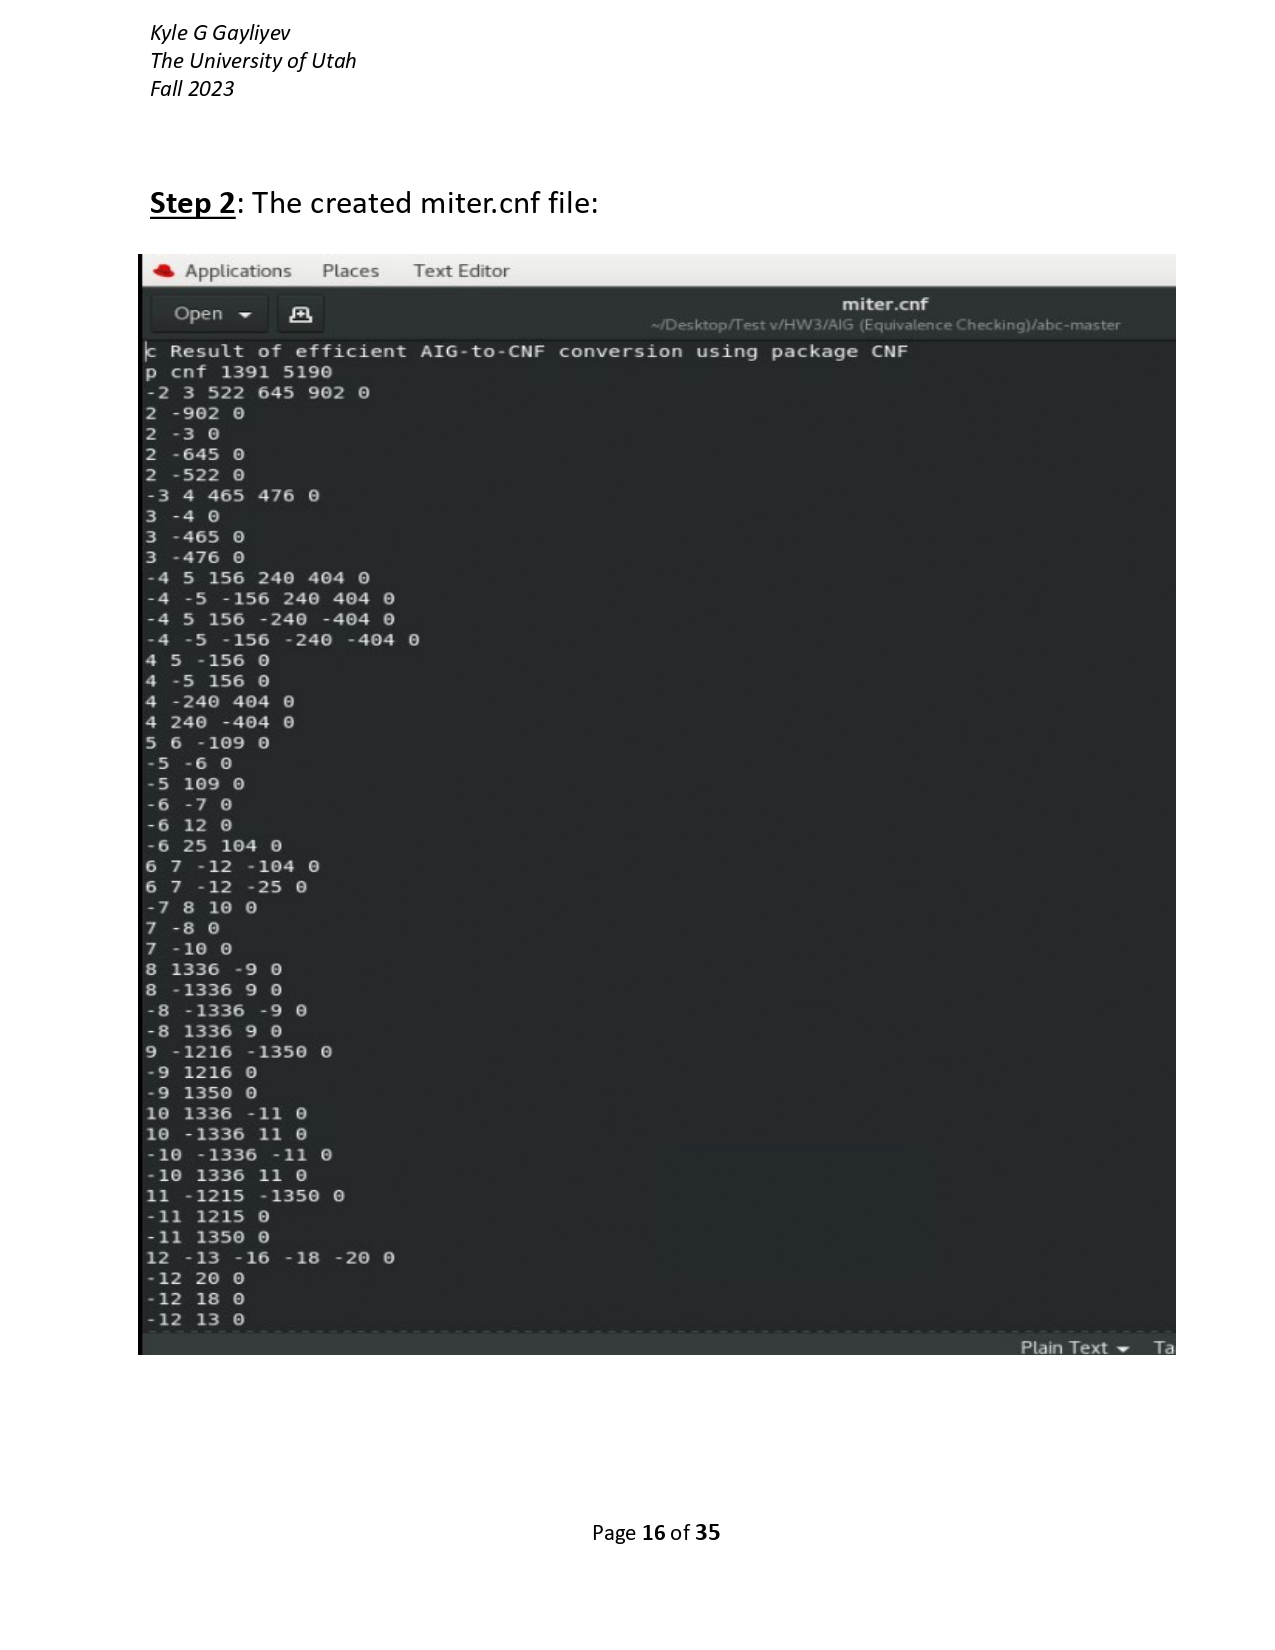 Kyle G Gayliyev
The University of Utah
Fall 2023
Step 2: The created miter.cnf file:
Applications Places Text Editor
Open miter.cnf
~/Desktop/Test v/HW3/AIG (Equivalence Checking)/abc-master
c Result of efficient AIG-to-CNF conversion using package CNF
p cnf 1391 5190
-2 3 522 645 902 0
2 -902 0
2 -3 0
2 -645 0
2 -522 0
-3 4 465 476 0
3 -4 0
3 -465 0
3 -476 0
-4 5 156 240 404 0
-4 -5 -156 240 404 0
-4 5 156 -240 -404 0
-4 -5 -156 -240 -404 0
4 5 -156 0
4 -5 156 0
4 -240 404 0
4 240 -404 0
5 6 -109 0
-5 -6 0
-5 109 0
-6 -7 0
-6 12 0
-6 25 104 0
6 7 -12 -104 0
6 7 -12 -25 0
-7 8 10 0
7 -8 0
7 -10 0
8 1336 -9 0
8 -1336 9 0
-8 -1336 -9 0
-8 1336 9 0
9 -1216 -1350 0
-9 1216 0
-9 1350 0
10 1336 -11 0
10 -1336 11 0
-10 -1336 -11 0
-10 1336 11 0
11 -1215 -1350 0
-11 1215 0
-11 1350 0
12 -13 -16 -18 -20 0
-12 20 0
-12 18 0
-12 13 0
Plain Text Ta
Page 16 of 35